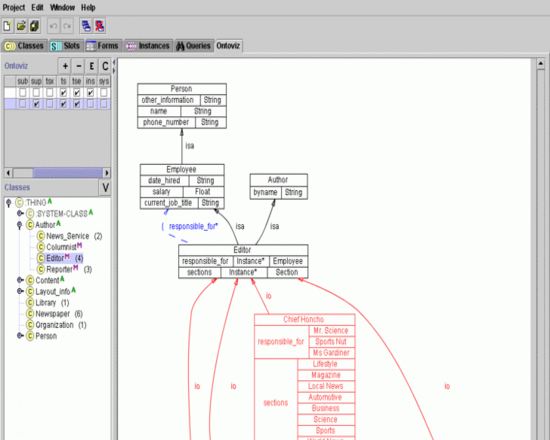 Project Edit Window Help
Classes Slots Forms Instances Queries Ontoviz
Ontoviz + − E C
sub sup tsx ts tse ins sys
Classes V
:THING A
:SYSTEM-CLASS A
Author A
News_Service (2)
Columnist M
Editor M (4)
Reporter M (3)
Content A
Layout_info A
Library (1)
Newspaper (6)
Organization (1)
Person
Person
other_information String
name String
phone_number String
isa
Employee
date_hired String
salary Float
current_job_title String
Author
byname String
( responsible_for*
isa
isa
Editor
responsible_for Instance* Employee
sections Instance* Section
io
Chief Honcho
responsible_for
Mr. Science
Sports Nut
Ms Gardiner
sections
Lifestyle
Magazine
Local News
Automotive
Business
Science
Sports
World News
io
io
io